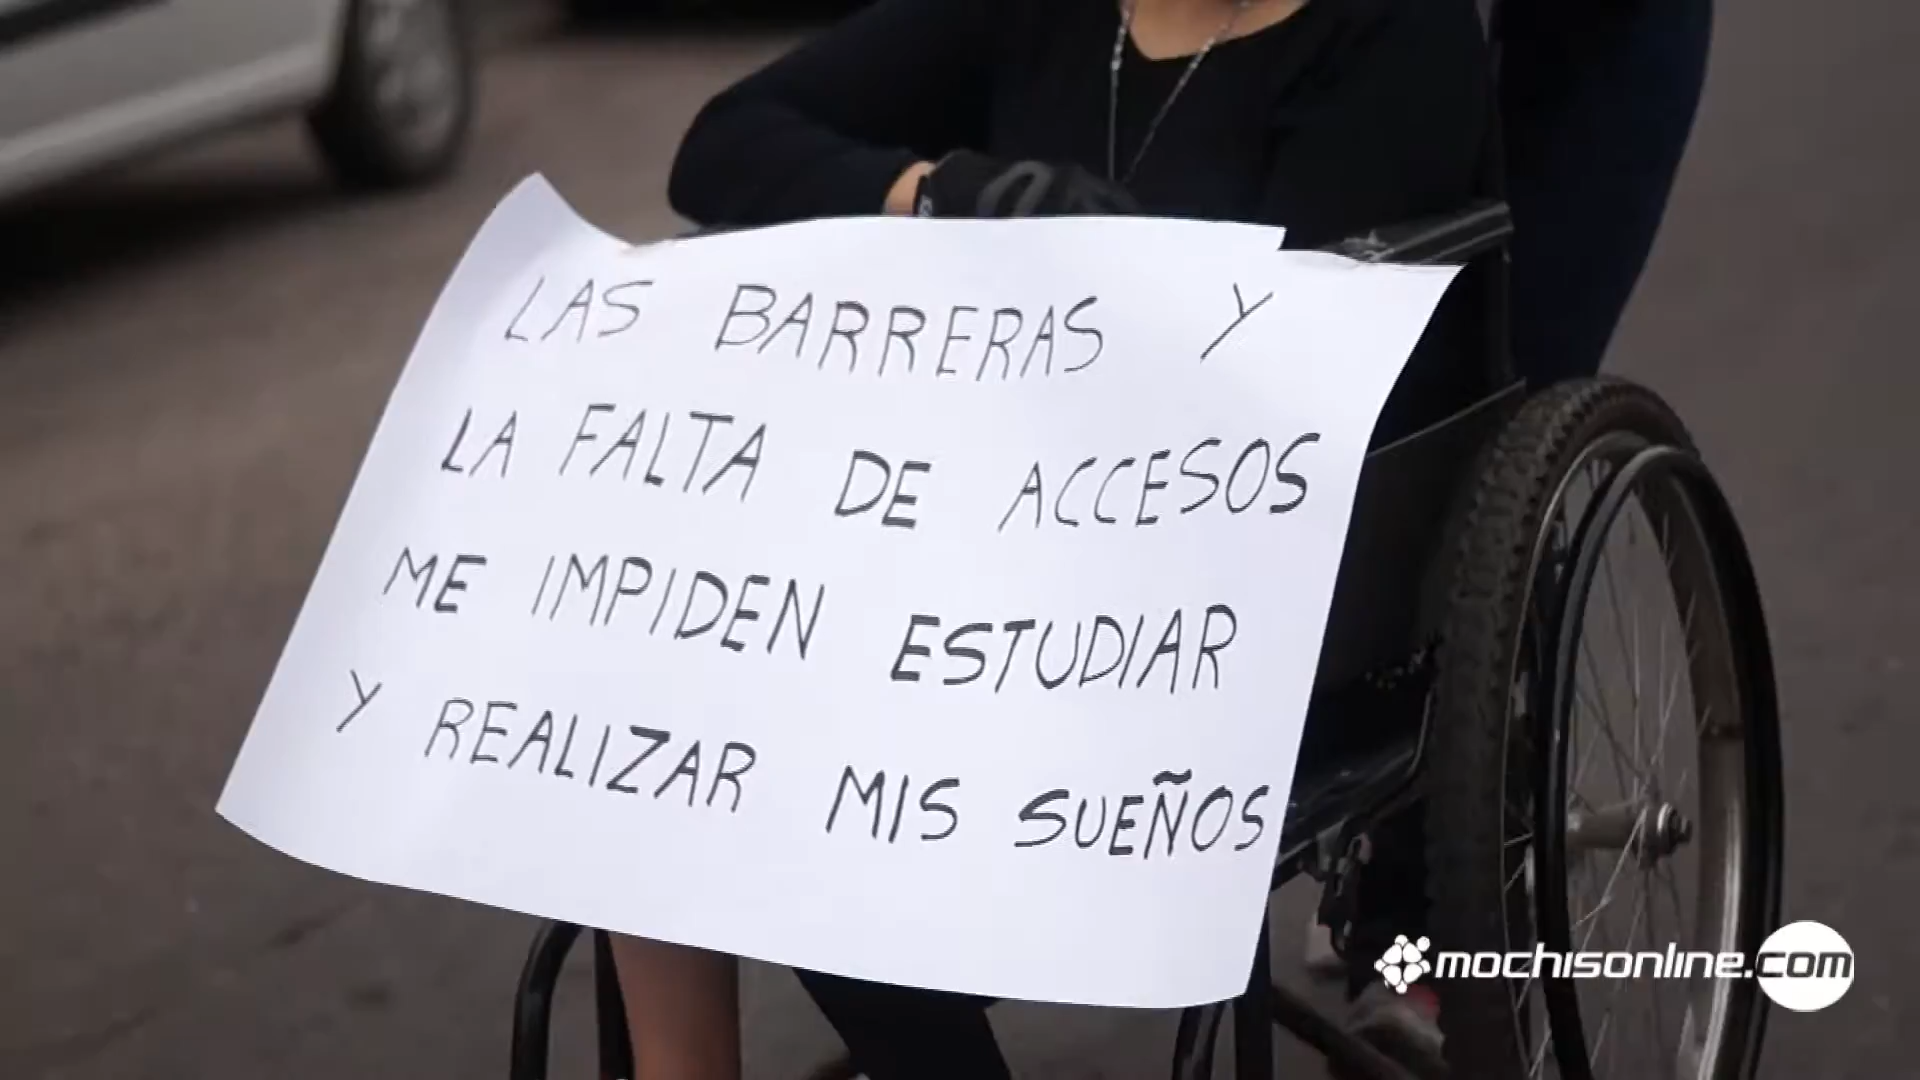 LAS BARRERAS Y
LA FALTA DE ACCESOS
ME IMPIDEN ESTUDIAR
Y REALIZAR MIS SUEÑOS
mochisonline.com